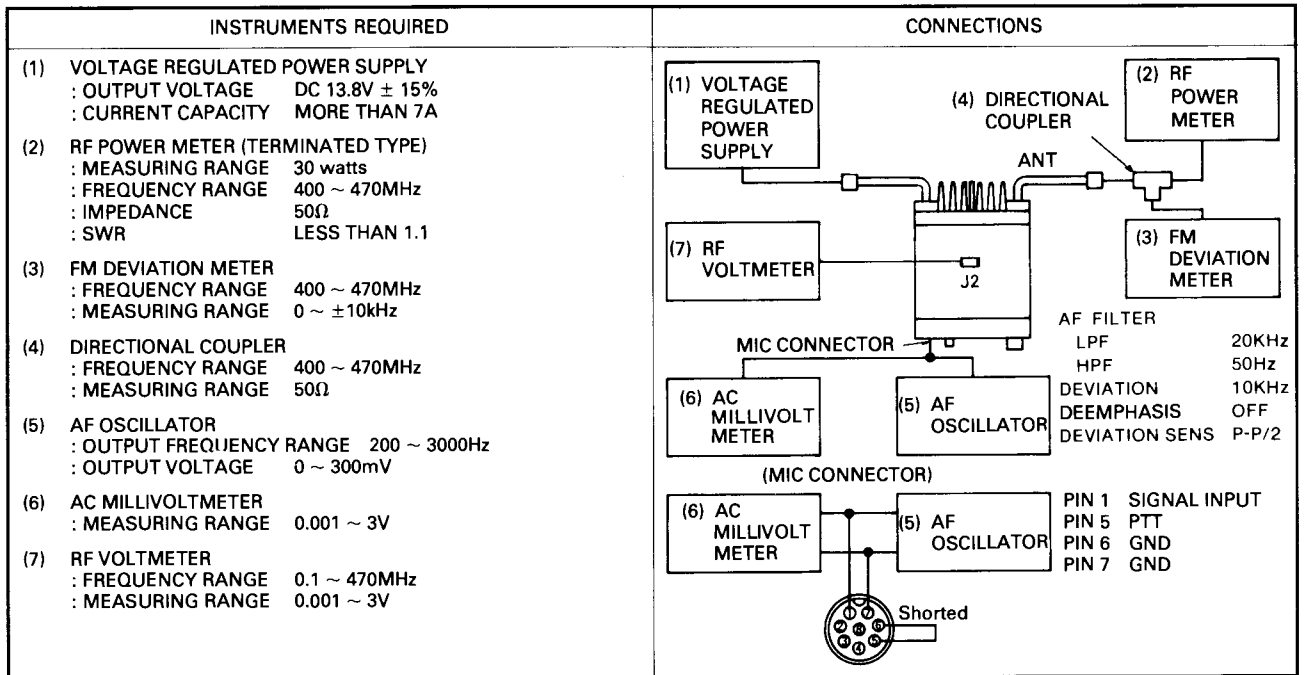 INSTRUMENTS REQUIRED
(1) VOLTAGE REGULATED POWER SUPPLY
: OUTPUT VOLTAGE DC 13.8V ± 15%
: CURRENT CAPACITY MORE THAN 7A
(2) RF POWER METER (TERMINATED TYPE)
: MEASURING RANGE 30 watts
: FREQUENCY RANGE 400 ~ 470MHz
: IMPEDANCE 50Ω
: SWR LESS THAN 1.1
(3) FM DEVIATION METER
: FREQUENCY RANGE 400 ~ 470MHz
: MEASURING RANGE 0 ~ ±10kHz
(4) DIRECTIONAL COUPLER
: FREQUENCY RANGE 400 ~ 470MHz
: MEASURING RANGE 50Ω
(5) AF OSCILLATOR
: OUTPUT FREQUENCY RANGE 200 ~ 3000Hz
: OUTPUT VOLTAGE 0 ~ 300mV
(6) AC MILLIVOLTMETER
: MEASURING RANGE 0.001 ~ 3V
(7) RF VOLTMETER
: FREQUENCY RANGE 0.1 ~ 470MHz
: MEASURING RANGE 0.001 ~ 3V
CONNECTIONS
(1) VOLTAGE
REGULATED
POWER
SUPPLY
(4) DIRECTIONAL
COUPLER
(2) RF
POWER
METER
ANT
(7) RF
VOLTMETER
J2
(3) FM
DEVIATION
METER
MIC CONNECTOR
(6) AC
MILLIVOLT
METER
(5) AF
OSCILLATOR
AF FILTER
LPF 20KHz
HPF 50Hz
DEVIATION 10KHz
DEEMPHASIS OFF
DEVIATION SENS P-P/2
(MIC CONNECTOR)
(6) AC
MILLIVOLT
METER
(5) AF
OSCILLATOR
PIN 1 SIGNAL INPUT
PIN 5 PTT
PIN 6 GND
PIN 7 GND
Shorted
1 7
2 8 6
3 5
4